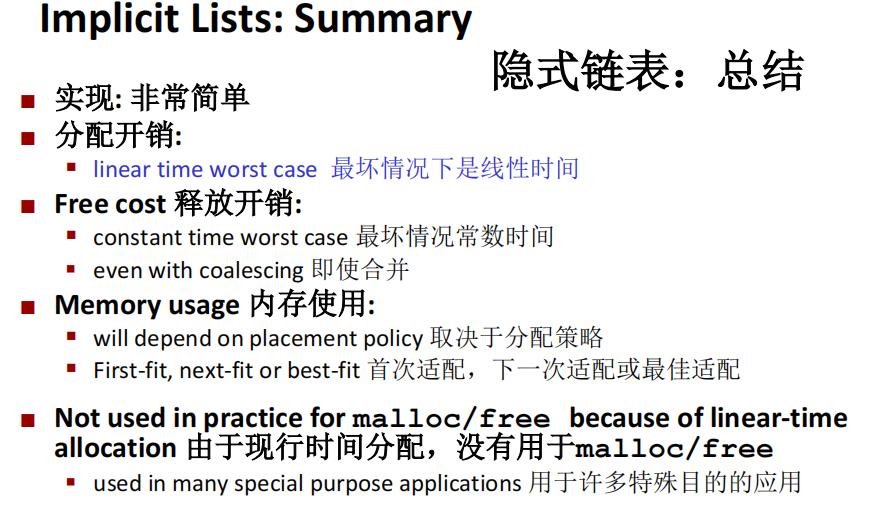 Implicit Lists: Summary
隐式链表：总结
■ 实现: 非常简单
■ 分配开销:
▪ linear time worst case 最坏情况下是线性时间
■ Free cost 释放开销:
▪ constant time worst case 最坏情况常数时间
▪ even with coalescing 即使合并
■ Memory usage 内存使用:
▪ will depend on placement policy 取决于分配策略
▪ First-fit, next-fit or best-fit 首次适配，下一次适配或最佳适配
■ Not used in practice for malloc/free because of linear-time
allocation 由于现行时间分配，没有用于malloc/free
▪ used in many special purpose applications 用于许多特殊目的的应用